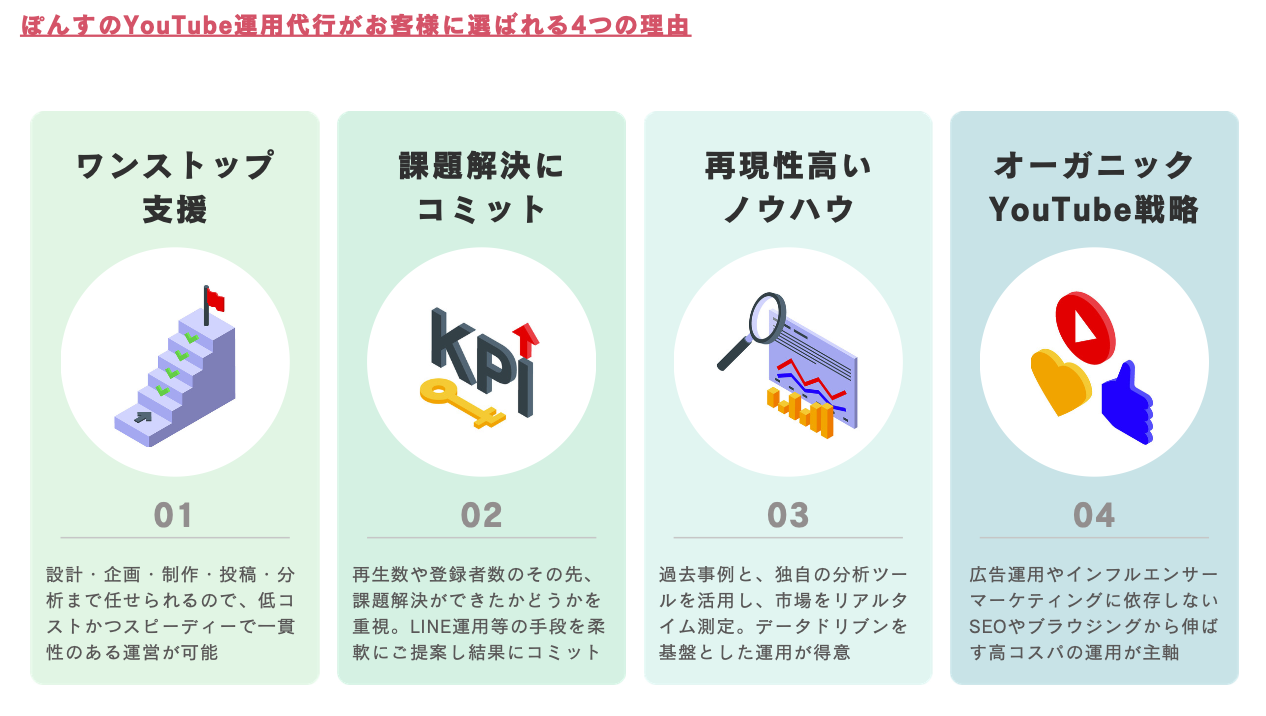 ぽんすのYouTube運用代行がお客様に選ばれる4つの理由
ワンストップ
支援
01
設計・企画・制作・投稿・分
析まで任せられるので、低コ
ストかつスピーディーで一貫
性のある運営が可能
課題解決に
コミット
KPi
02
再生数や登録者数のその先、
課題解決ができたかどうかを
重視。LINE運用等の手段を柔
軟にご提案し結果にコミット
再現性高い
ノウハウ
03
過去事例と、独自の分析ツー
ルを活用し、市場をリアルタ
イム測定。データドリブンを
基盤とした運用が得意
オーガニック
YouTube戦略
04
広告運用やインフルエンサー
マーケティングに依存しない
SEOやブラウジングから伸ば
す高コスパの運用が主軸